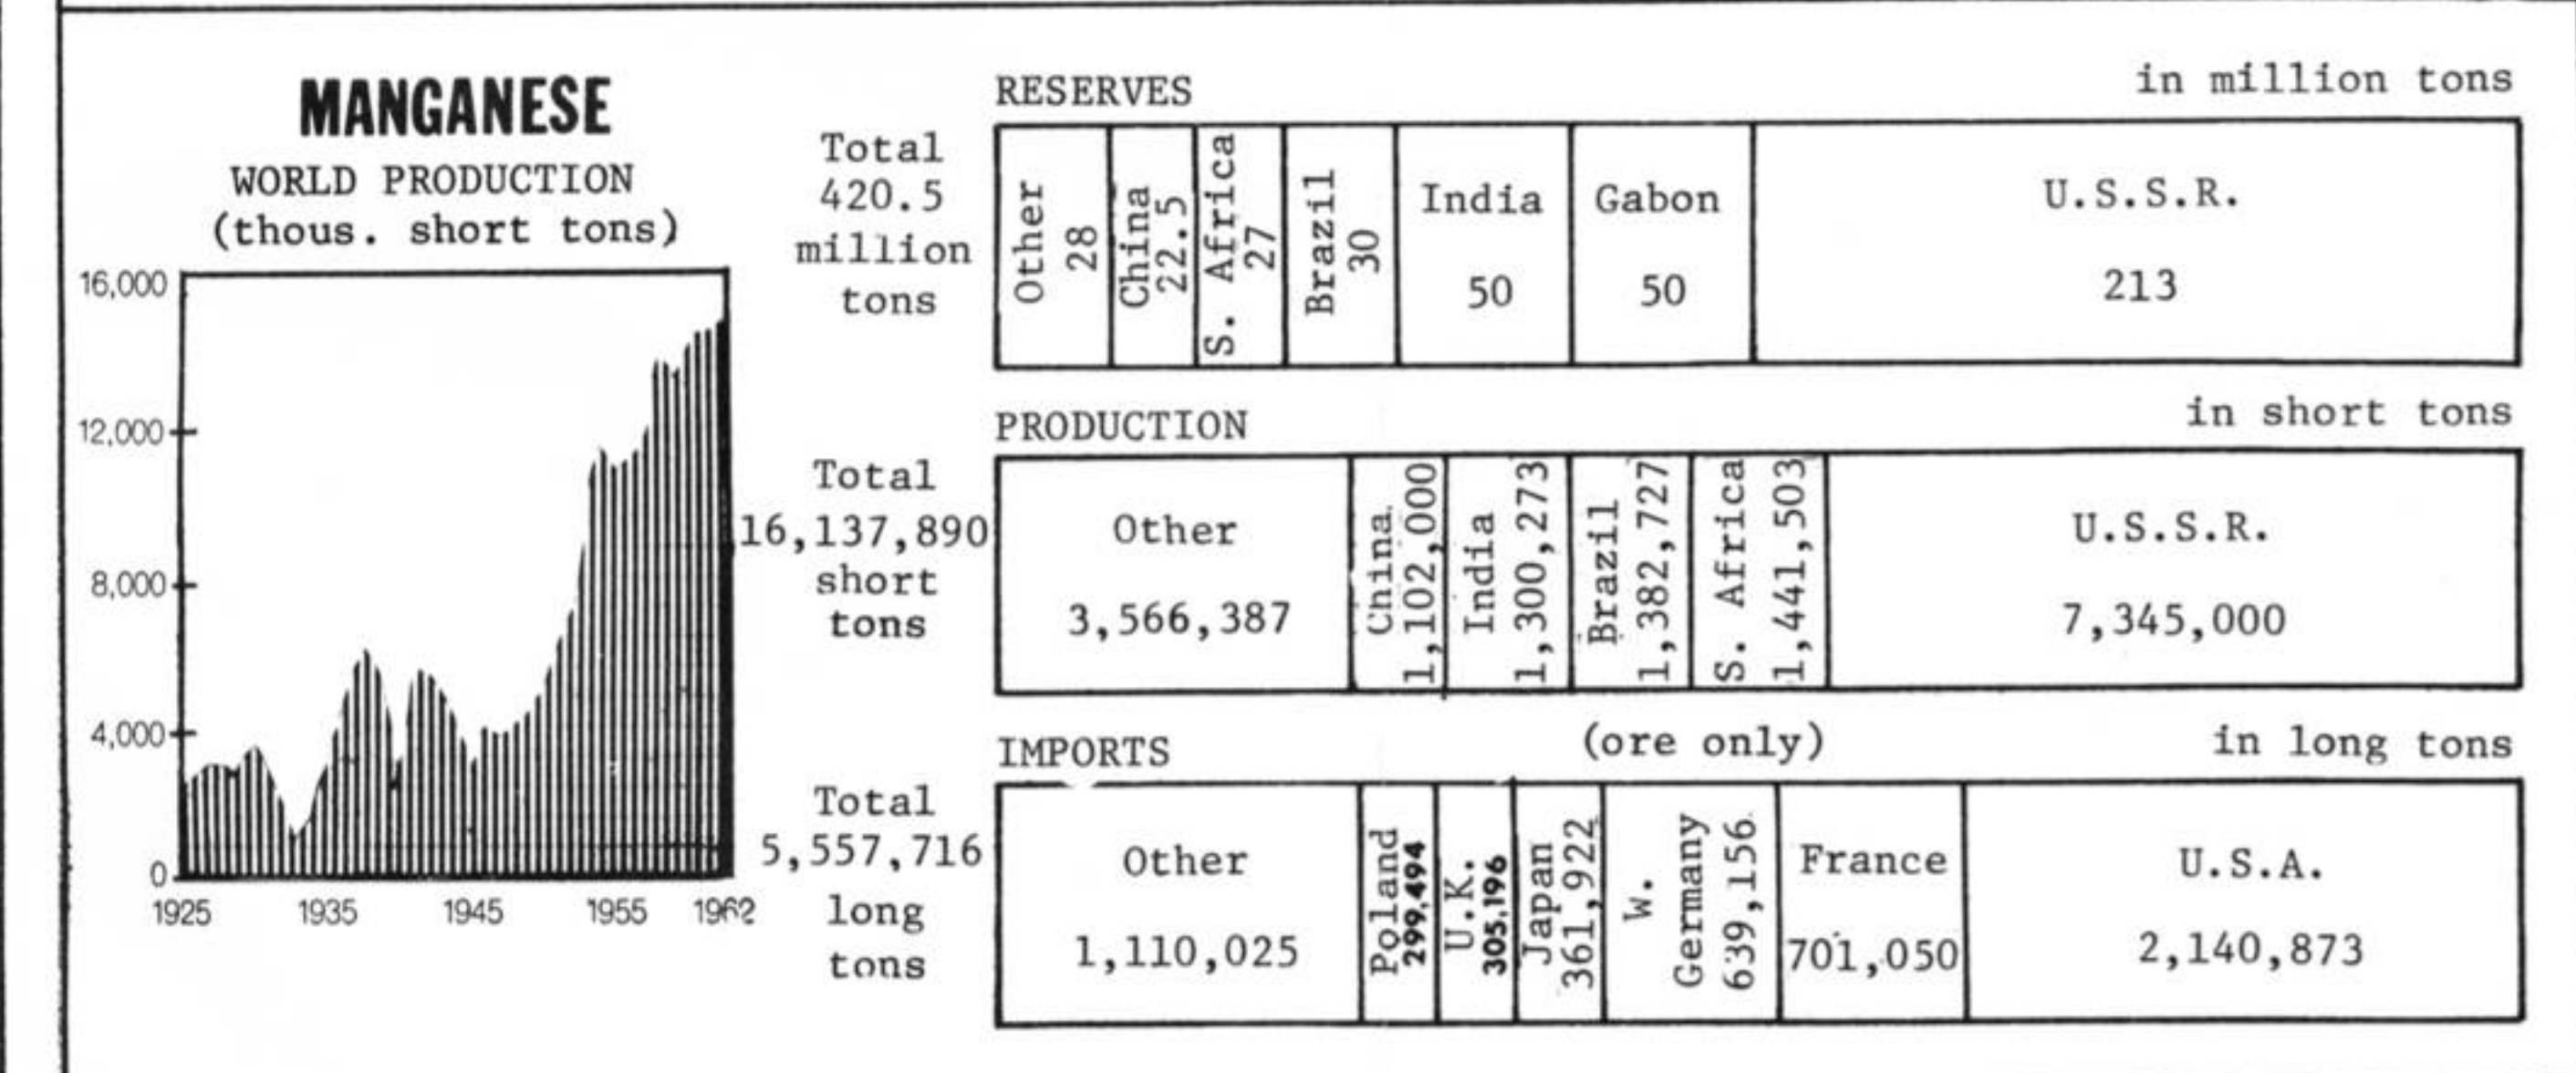 MANGANESE
WORLD PRODUCTION
(thous. short tons)
16,000
12,000
8,000
4,000
0
1925 1935 1945 1955 1962
RESERVES in million tons
Total
420.5
million
tons
Other
28
China
22.5
S. Africa
27
Brazil
30
India
50
Gabon
50
U.S.S.R.
213
PRODUCTION in short tons
Total
16,137,890
short
tons
Other
3,566,387
China
1,102,000
India
1,300,273
Brazil
1,382,727
S. Africa
1,441,503
U.S.S.R.
7,345,000
IMPORTS (ore only) in long tons
Total
5,557,716
long
tons
Other
1,110,025
Poland
299,494
U.K.
305,196
Japan
361,922
W.
Germany
639,156
France
701,050
U.S.A.
2,140,873